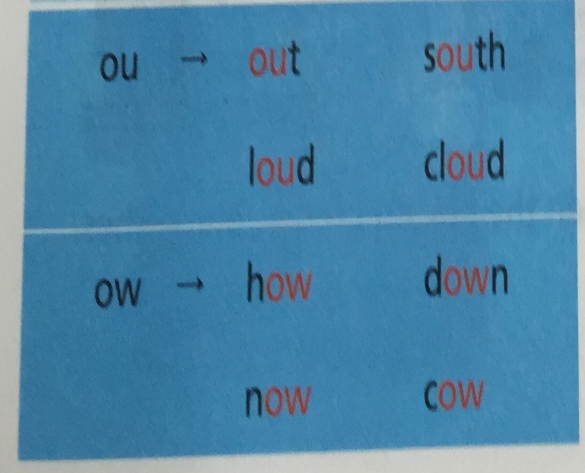 ou → out south
loud cloud
ow → how down
now cow